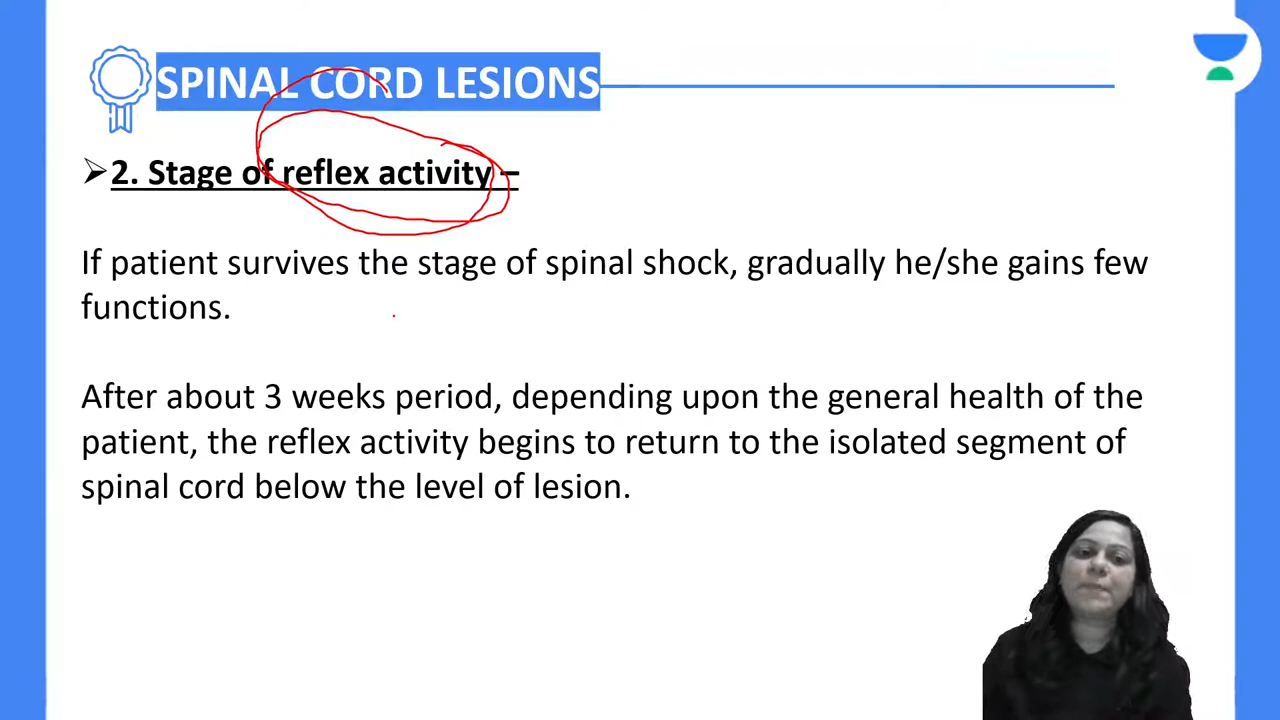 SPINAL CORD LESIONS
2. Stage of reflex activity –
If patient survives the stage of spinal shock, gradually he/she gains few
functions.
After about 3 weeks period, depending upon the general health of the
patient, the reflex activity begins to return to the isolated segment of
spinal cord below the level of lesion.